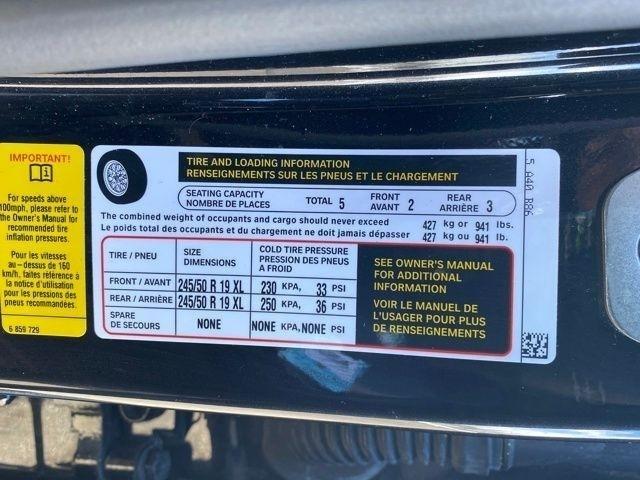 IMPORTANT!
For speeds above
100mph, please refer to
the Owner's Manual for
recommended tire
inflation pressures.
Pour les vitesses
au-dessus de 160
km/h, faites référence à
la notice d'utilisation
pour les pressions des
pneus recommandées.
6 859 729
TIRE AND LOADING INFORMATION
RENSEIGNEMENTS SUR LES PNEUS ET LE CHARGEMENT
SEATING CAPACITY
NOMBRE DE PLACES
TOTAL 5
FRONT
AVANT 2
REAR
ARRIÈRE 3
The combined weight of occupants and cargo should never exceed 427 kg or 941 lbs.
Le poids total des occupants et du chargement ne doit jamais dépasser 427 kg ou 941 lb.
TIRE / PNEU
SIZE
DIMENSIONS
COLD TIRE PRESSURE
PRESSION DES PNEUS
A FROID
FRONT / AVANT 245/50 R 19 XL 230 KPA, 33 PSI
REAR / ARRIÈRE 245/50 R 19 XL 250 KPA, 36 PSI
SPARE
DE SECOURS
NONE NONE KPA, NONE PSI
SEE OWNER'S MANUAL
FOR ADDITIONAL
INFORMATION
VOIR LE MANUEL DE
L'USAGER POUR PLUS
DE RENSEIGNEMENTS
5 A40 R86